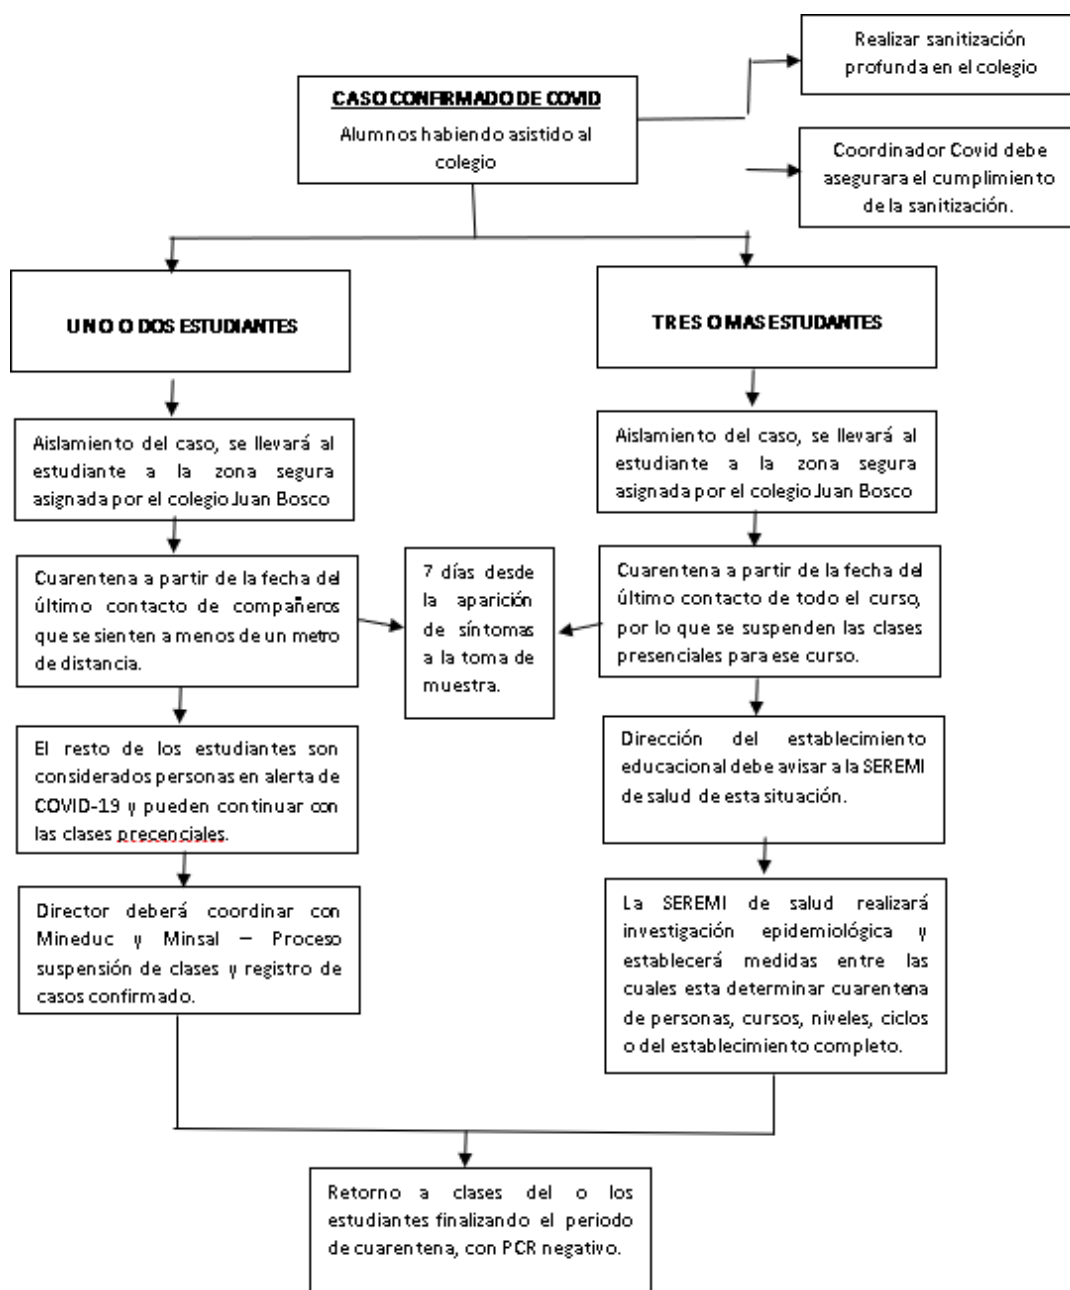 Realizar sanitización
profunda en el colegio
CASO CONFIRMADO DE COVID
Alumnos habiendo asistido al
colegio
Coordinador Covid debe
asegurara el cumplimiento
de la sanitización.
UNO O DOS ESTUDIANTES
TRES O MAS ESTUDANTES
Aislamiento del caso, se llevará al
estudiante a la zona segura
asignada por el colegio Juan Bosco
Aislamiento del caso, se llevará al
estudiante a la zona segura
asignada por el colegio Juan Bosco
Cuarentena a partir de la fecha del
último contacto de compañeros
que se sienten a menos de un metro
de distancia.
7 días desde
la aparición
de síntomas
a la toma de
muestra.
Cuarentena a partir de la fecha del
último contacto de todo el curso,
por lo que se suspenden las clases
presenciales para ese curso.
El resto de los estudiantes son
considerados personas en alerta de
COVID-19 y pueden continuar con
las clases precenciales.
Dirección del establecimiento
educacional debe avisar a la SEREMI
de salud de esta situación.
Director deberá coordinar con
Mineduc y Minsal – Proceso
suspensión de clases y registro de
casos confirmado.
La SEREMI de salud realizará
investigación epidemiológica y
establecerá medidas entre las
cuales esta determinar cuarentena
de personas, cursos, niveles, ciclos
o del establecimiento completo.
Retorno a clases del o los
estudiantes finalizando el periodo
de cuarentena, con PCR negativo.